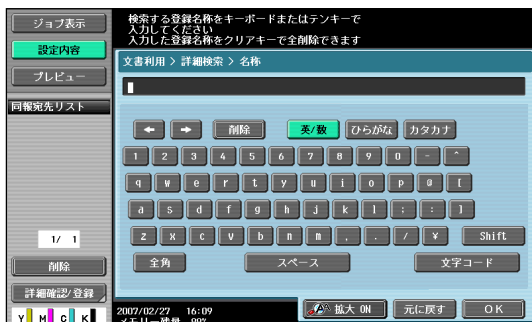 ジョブ表示
設定内容
プレビュー
同報宛先リスト
1/ 1
削除
詳細確認/登録
Y M C K
検索する登録名称をキーボードまたはテンキーで
入力してください
入力した登録名称をクリアキーで全削除できます
文書利用 > 詳細検索 > 名称
← → 削除 英/数 ひらがな カタカナ
1 2 3 4 5 6 7 8 9 0 - ^
q w e r t y u i o p @ [
a s d f g h j k l ; : ]
z x c v b n m , . / ¥ Shift
全角 スペース 文字コード
2007/02/27 16:09
メモリー残量 99%
拡大 ON 元に戻す OK